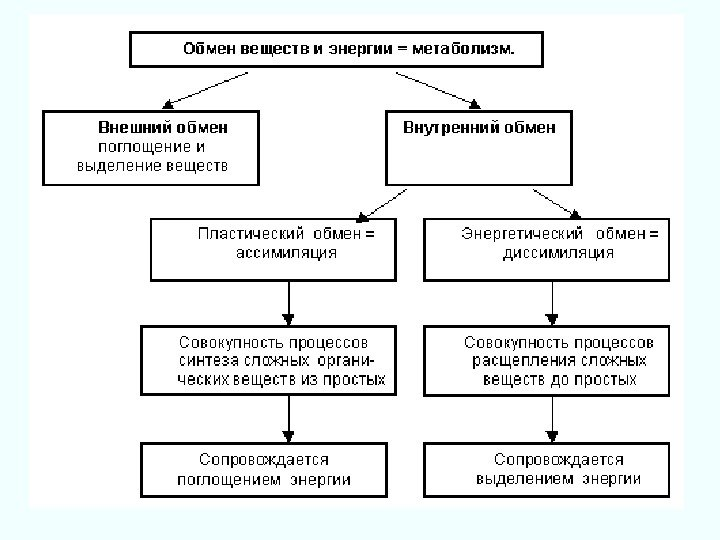 Обмен веществ и энергии = метаболизм.
Внешний обмен
поглощение и
выделение веществ
Внутренний обмен
Пластический обмен =
ассимиляция
Энергетический обмен =
диссимиляция
Совокупность процессов
синтеза сложных органи-
ческих веществ из простых
Совокупность процессов
расщепления сложных
веществ до простых
Сопровождается
поглощением энергии
Сопровождается
выделением энергии